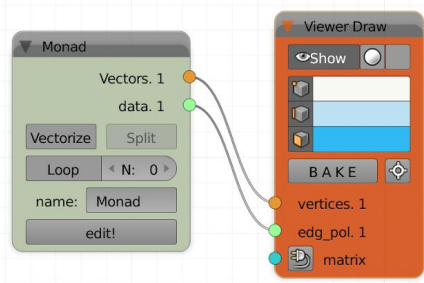 Monad
Vectors. 1
data. 1
Vectorize Split
Loop N: 0
name: Monad
edit!
Viewer Draw
Show
BAKE
vertices. 1
edg_pol. 1
matrix